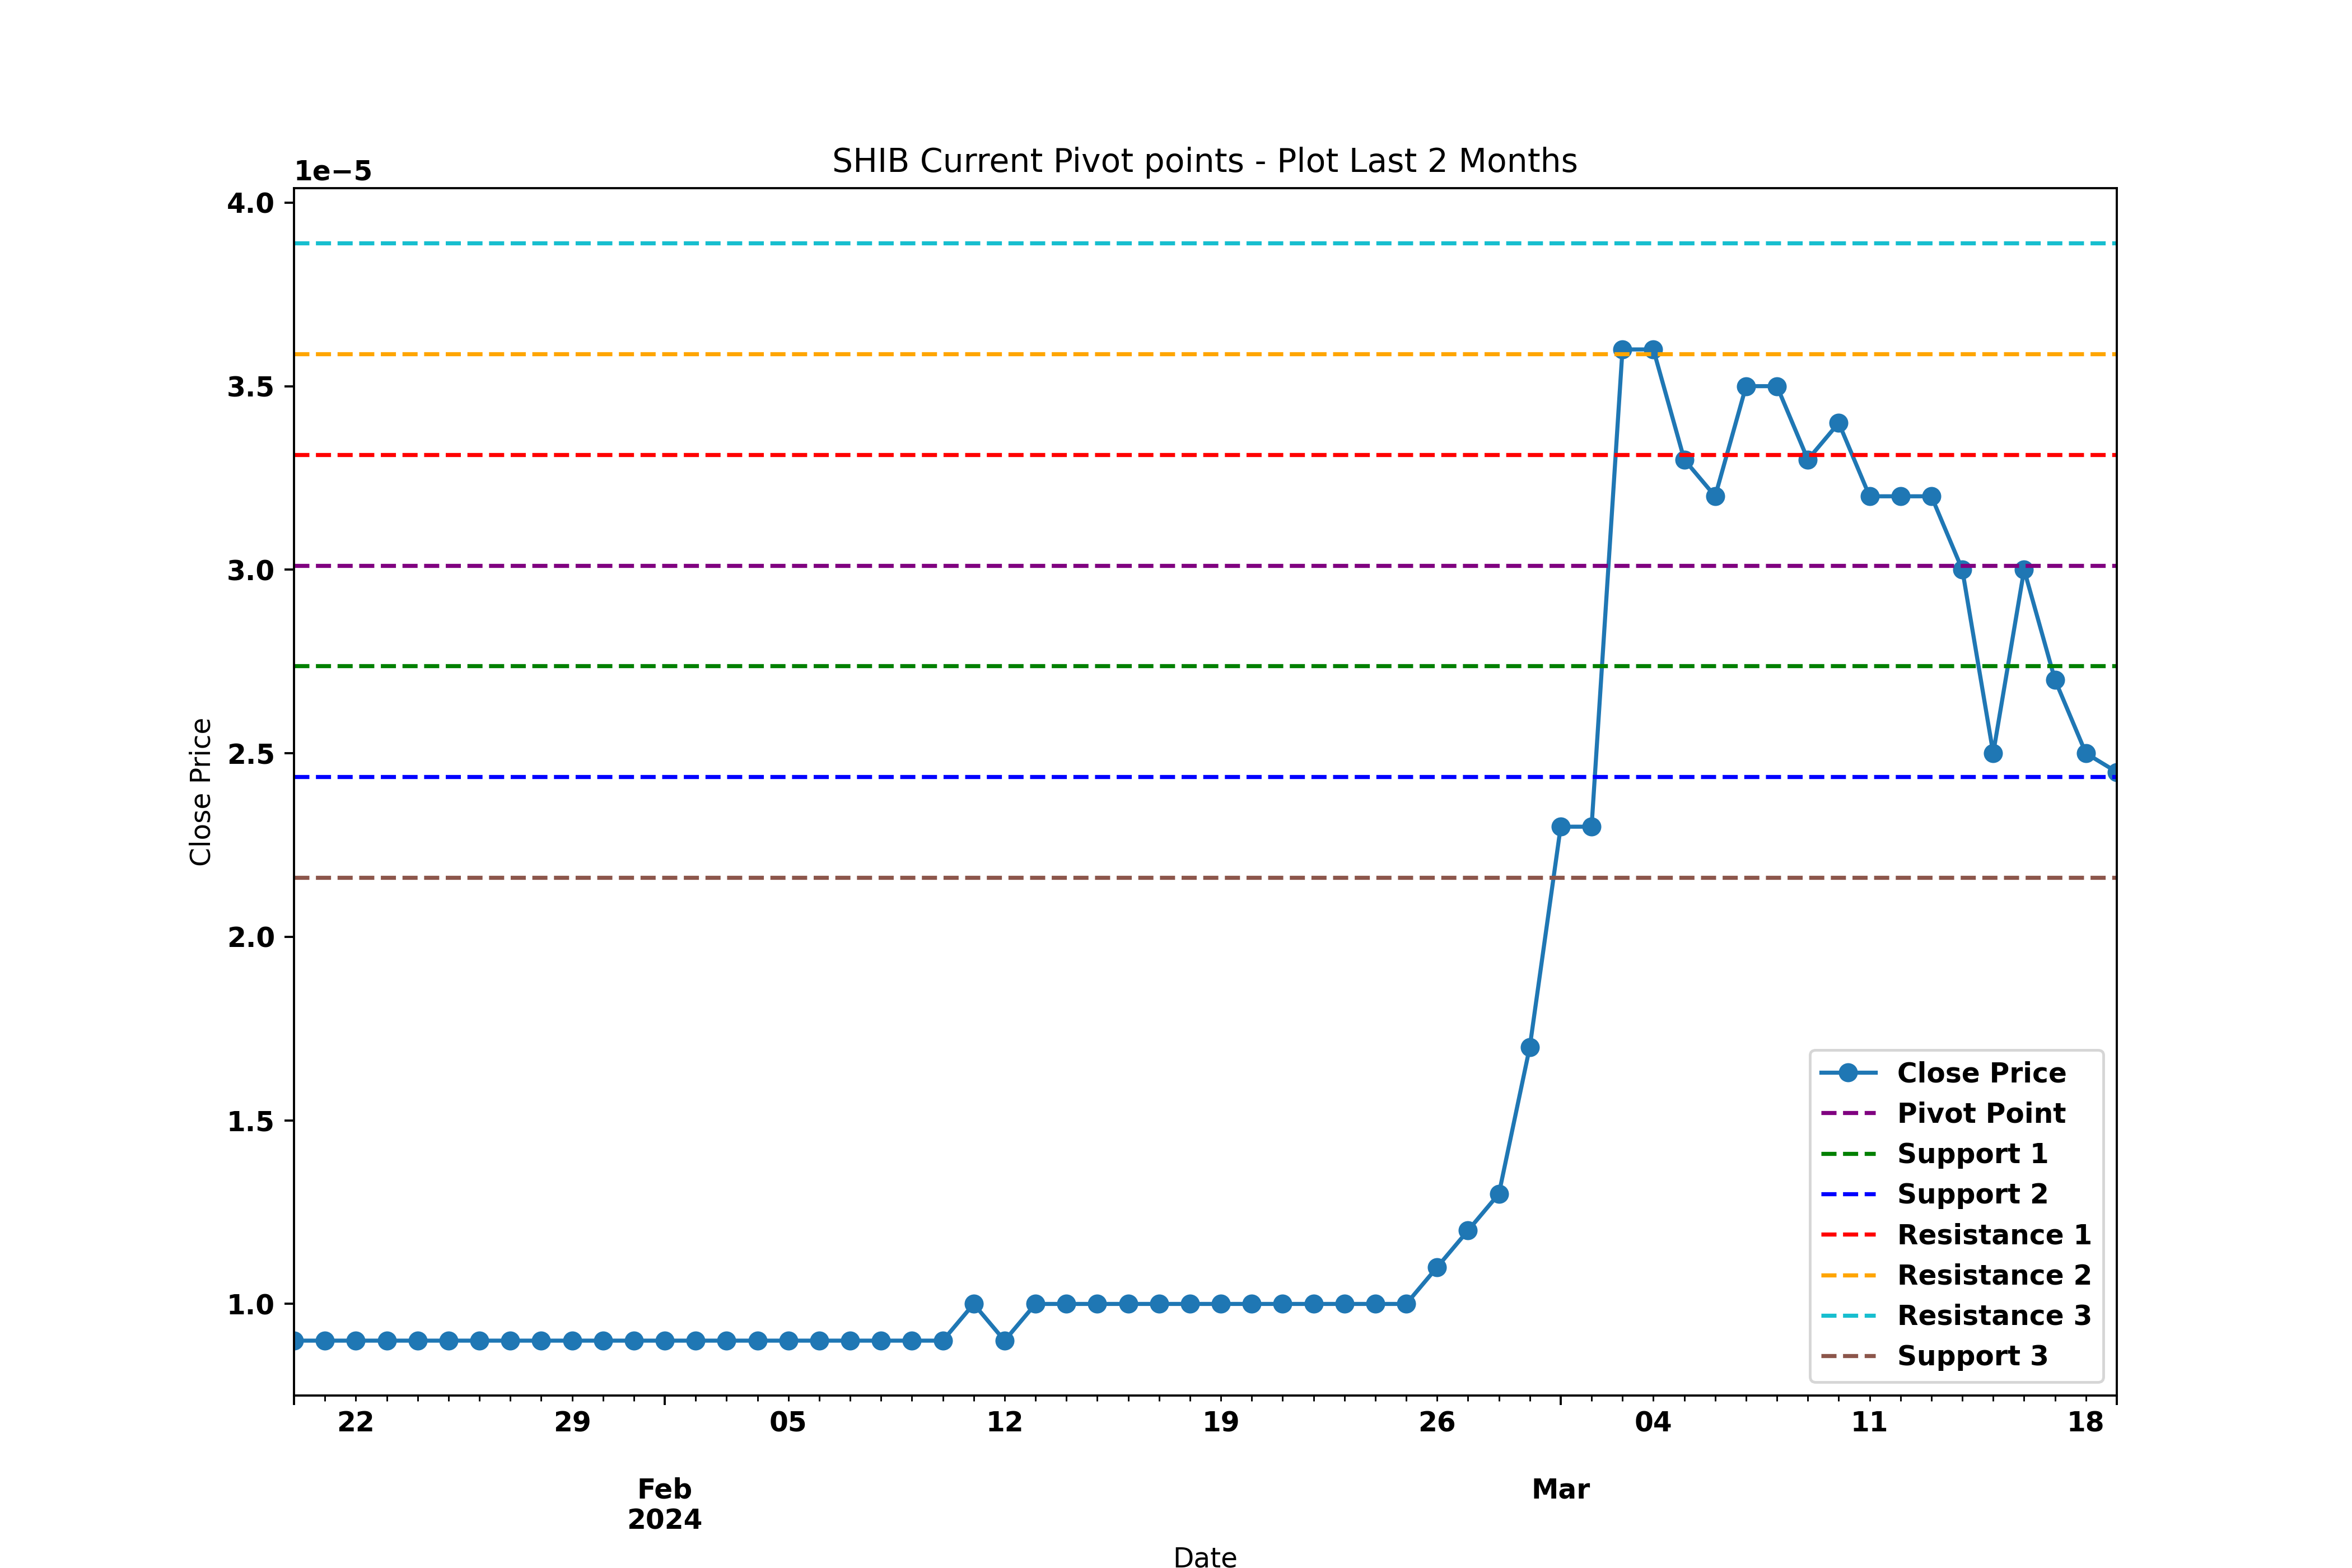 SHIB Current Pivot points - Plot Last 2 Months
1e−5
4.0
3.5
3.0
2.5
2.0
1.5
1.0
Close Price
Close Price
Pivot Point
Support 1
Support 2
Resistance 1
Resistance 2
Resistance 3
Support 3
22 29 05 12 19 26 04 11 18
Feb Mar
2024
Date